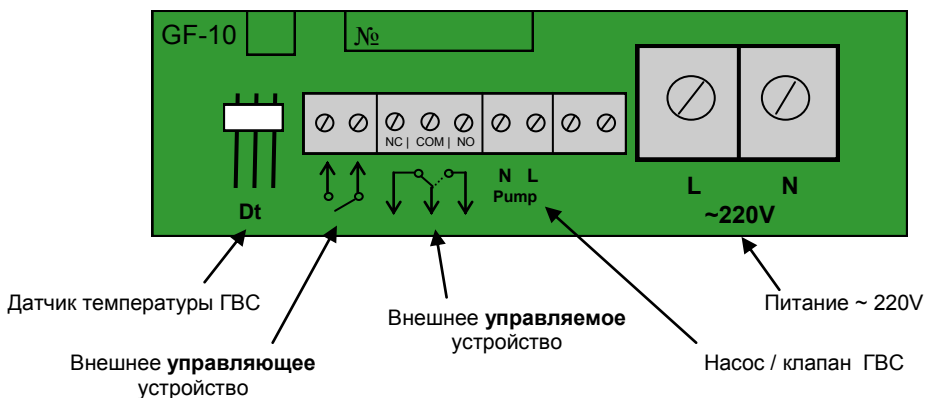 GF-10
№
NC | COM | NO
N L
Pump
L N
~220V
Dt
Датчик температуры ГВС
Питание ~ 220V
Внешнее управляемое
устройство
Внешнее управляющее
устройство
Насос / клапан ГВС